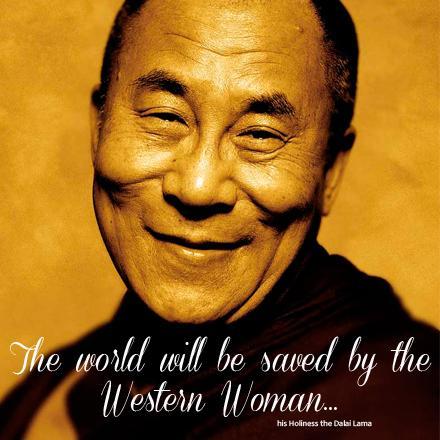 The world will be saved by the
Western Woman...
his Holiness the Dalai Lama